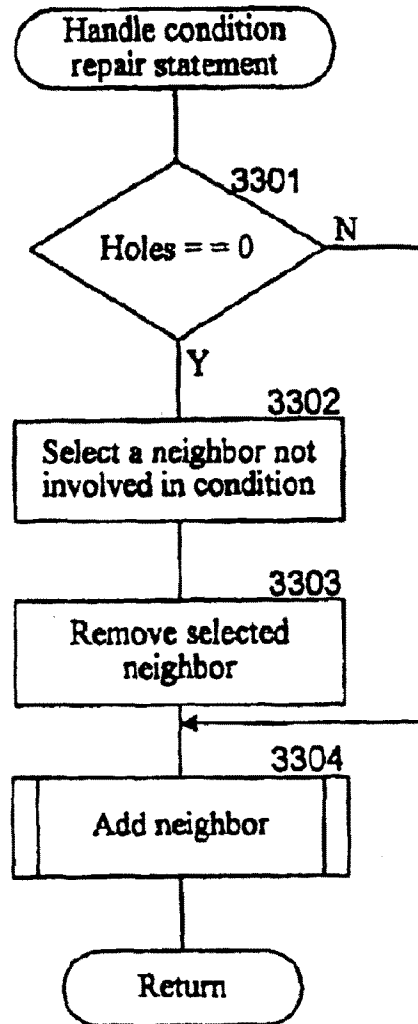 Handle condition
repair statement
3301
Holes = = 0
N
Y
3302
Select a neighbor not
involved in condition
3303
Remove selected
neighbor
3304
Add neighbor
Return